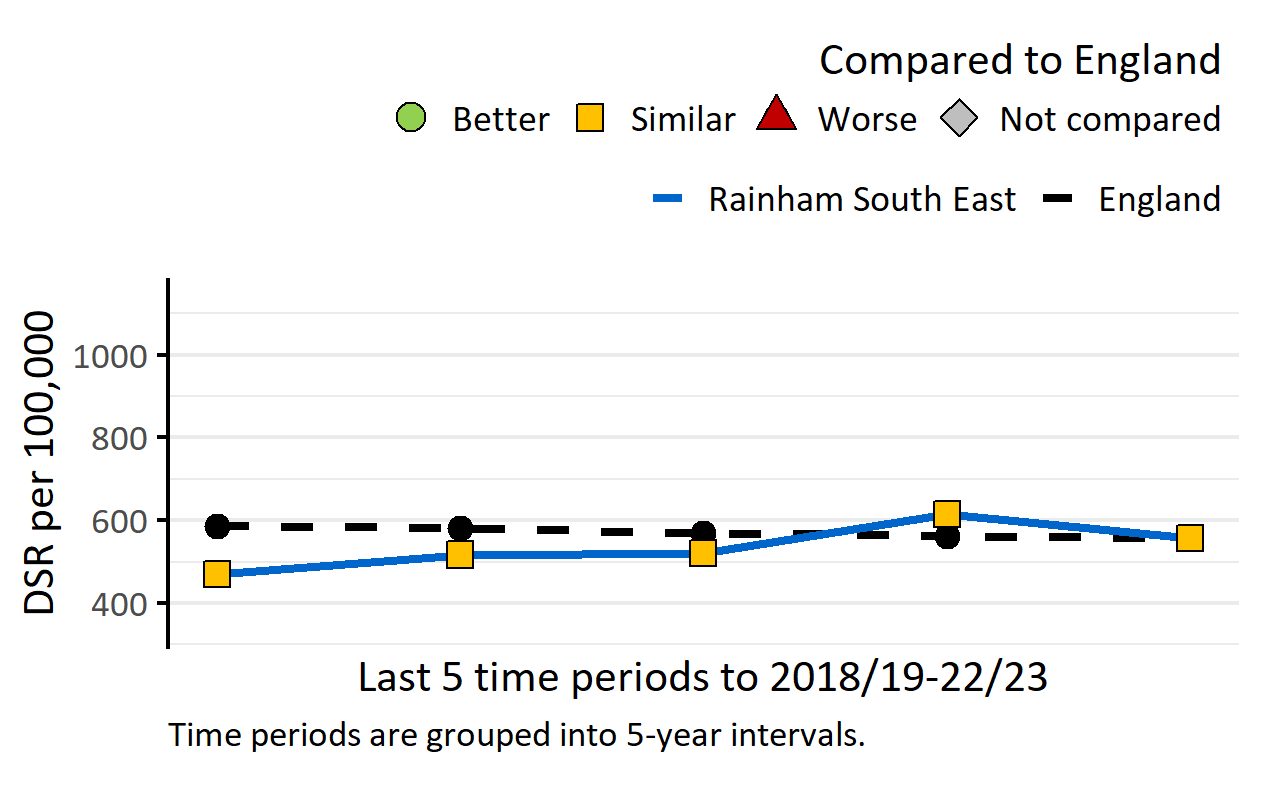 Compared to England
Better Similar Worse Not compared
Rainham South East England
DSR per 100,000
1000
800
600
400
Last 5 time periods to 2018/19-22/23
Time periods are grouped into 5-year intervals.